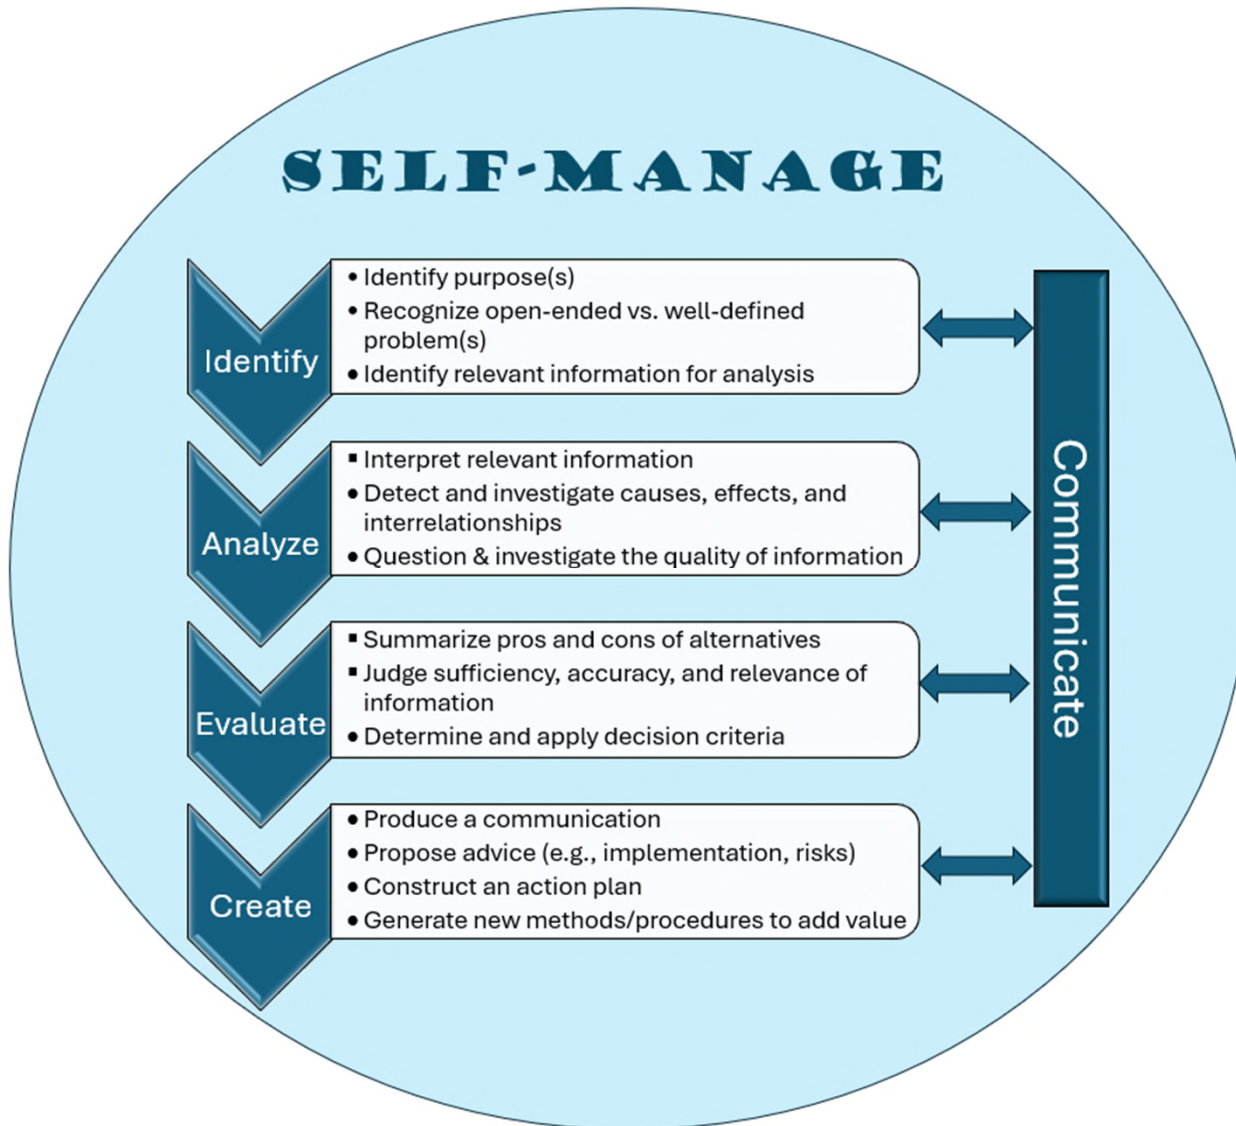 SELF-MANAGE
Identify
• Identify purpose(s)
• Recognize open-ended vs. well-defined
problem(s)
• Identify relevant information for analysis
Analyze
▪ Interpret relevant information
• Detect and investigate causes, effects, and
interrelationships
• Question & investigate the quality of information
Evaluate
▪ Summarize pros and cons of alternatives
▪ Judge sufficiency, accuracy, and relevance of
information
• Determine and apply decision criteria
Create
• Produce a communication
• Propose advice (e.g., implementation, risks)
• Construct an action plan
• Generate new methods/procedures to add value
Communicate